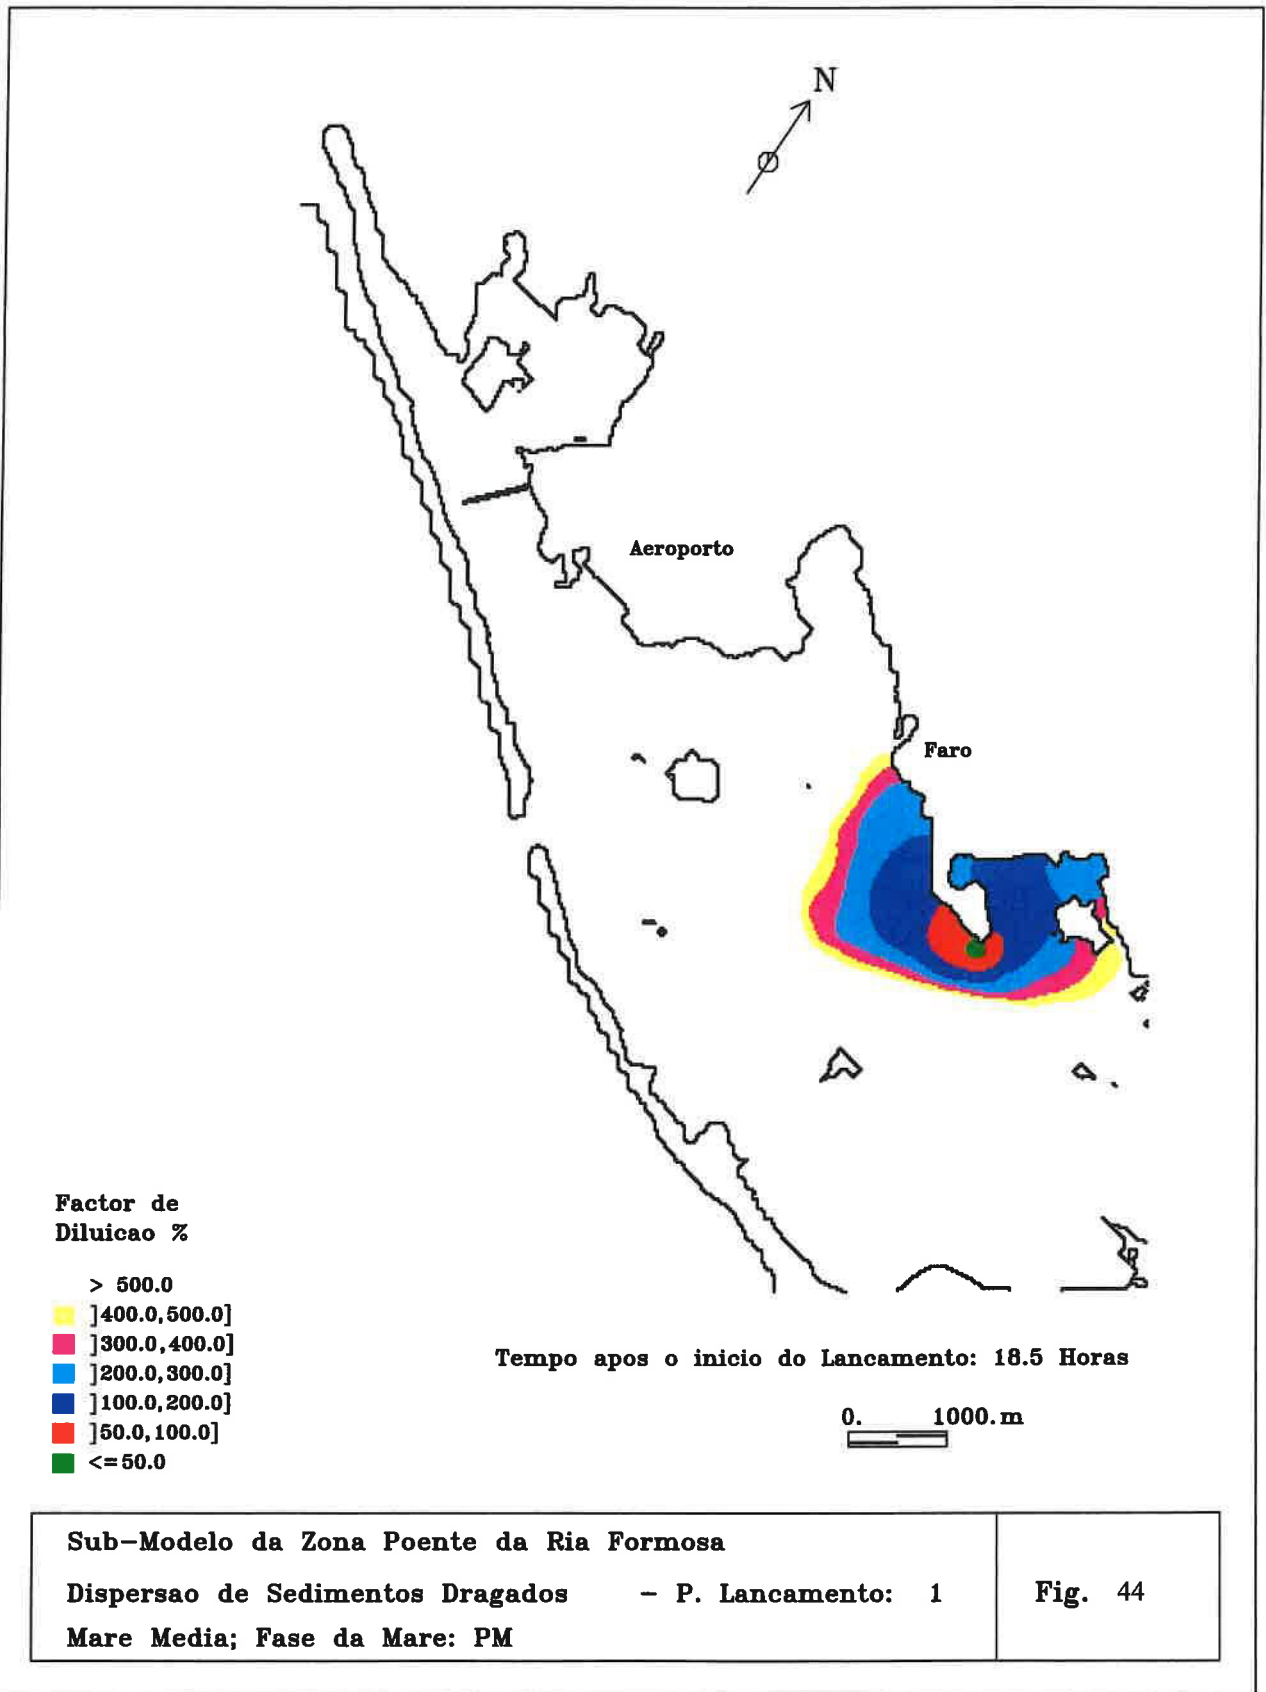 N
Aeroporto
Faro
Factor de
Diluicao %
> 500.0
]400.0,500.0]
]300.0,400.0]
]200.0,300.0]
]100.0,200.0]
]50.0,100.0]
<=50.0
Tempo apos o inicio do Lancamento: 18.5 Horas
0. 1000.m
Sub-Modelo da Zona Poente da Ria Formosa
Dispersao de Sedimentos Dragados - P. Lancamento: 1
Mare Media; Fase da Mare: PM
Fig. 44